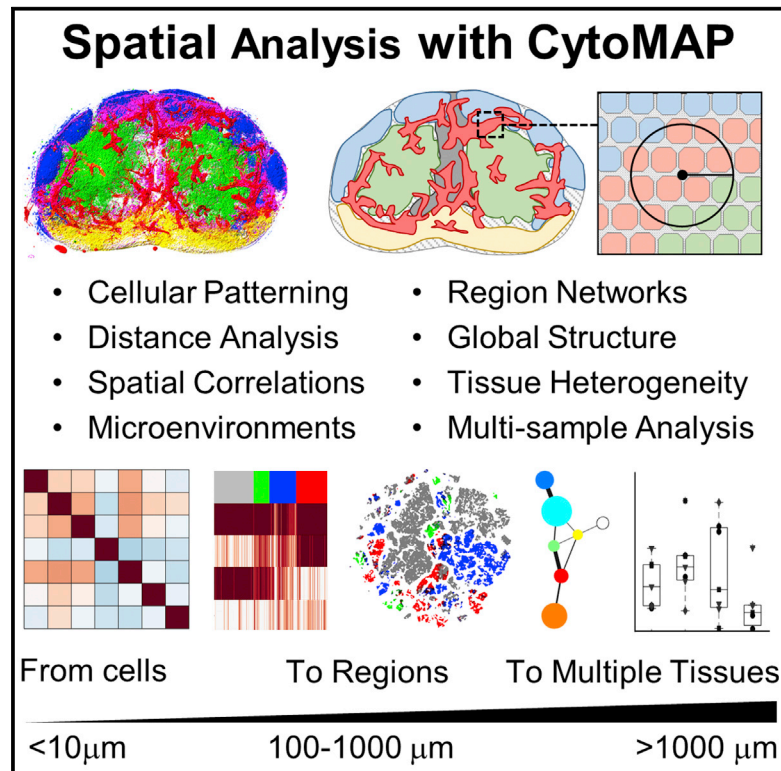 Spatial Analysis with CytoMAP
• Cellular Patterning
• Distance Analysis
• Spatial Correlations
• Microenvironments
• Region Networks
• Global Structure
• Tissue Heterogeneity
• Multi-sample Analysis
From cells
To Regions
To Multiple Tissues
<10μm
100-1000 μm
>1000 μm